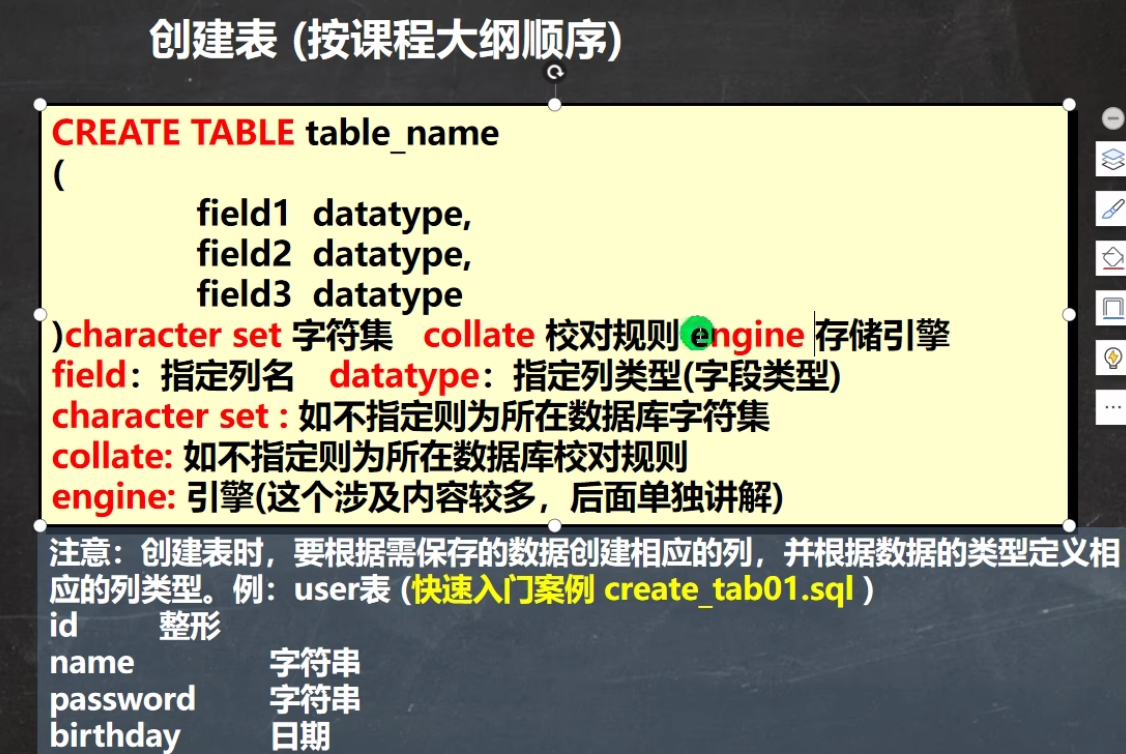 创建表 (按课程大纲顺序)
CREATE TABLE table_name
(
field1 datatype,
field2 datatype,
field3 datatype
)character set 字符集 collate 校对规则 engine 存储引擎
field：指定列名 datatype：指定列类型(字段类型)
character set : 如不指定则为所在数据库字符集
collate: 如不指定则为所在数据库校对规则
engine: 引擎(这个涉及内容较多，后面单独讲解)
注意：创建表时，要根据需保存的数据创建相应的列，并根据数据的类型定义相
应的列类型。例：user表 (快速入门案例 create_tab01.sql )
id 整形
name 字符串
password 字符串
birthday 日期